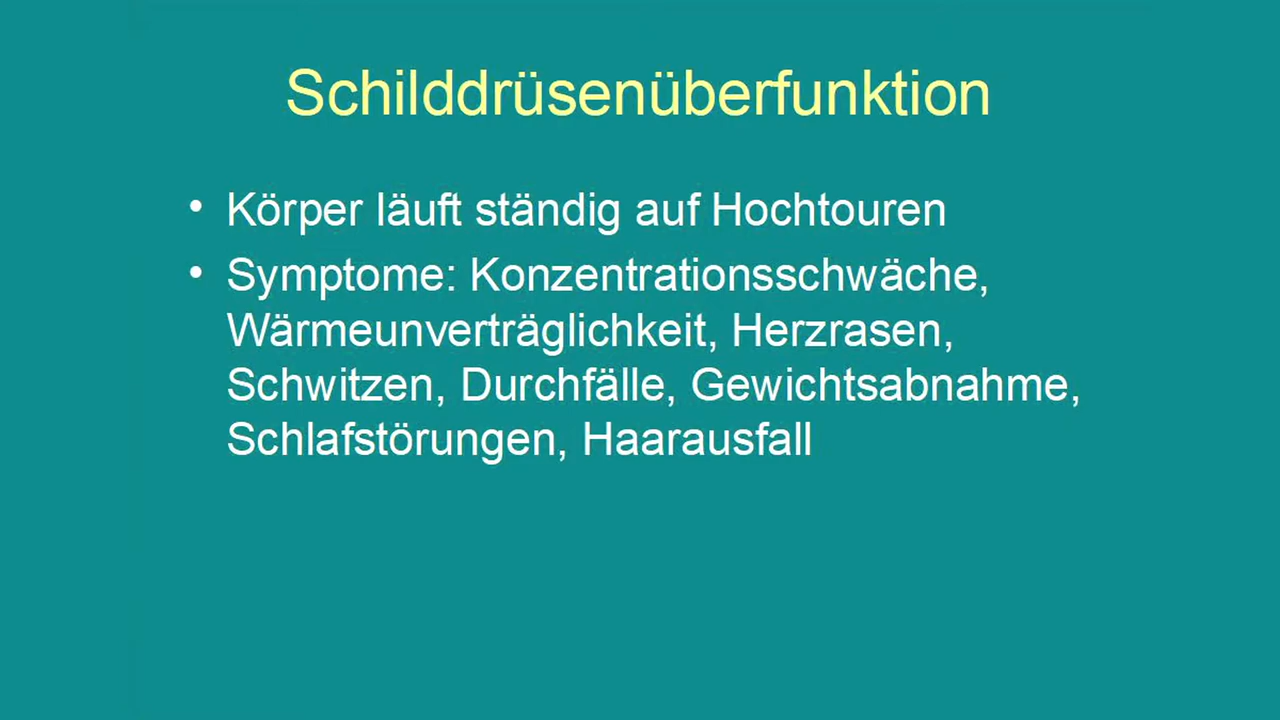 Schilddrüsenüberfunktion
• Körper läuft ständig auf Hochtouren
• Symptome: Konzentrationsschwäche,
Wärmeunverträglichkeit, Herzrasen,
Schwitzen, Durchfälle, Gewichtsabnahme,
Schlafstörungen, Haarausfall